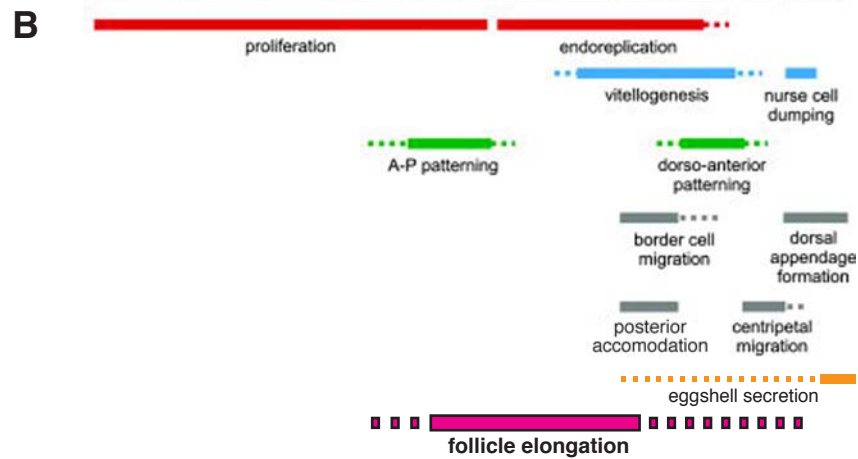 B
proliferation
endoreplication
vitellogenesis
nurse cell
dumping
A-P patterning
dorso-anterior
patterning
border cell
migration
dorsal
appendage
formation
posterior
accomodation
centripetal
migration
eggshell secretion
follicle elongation